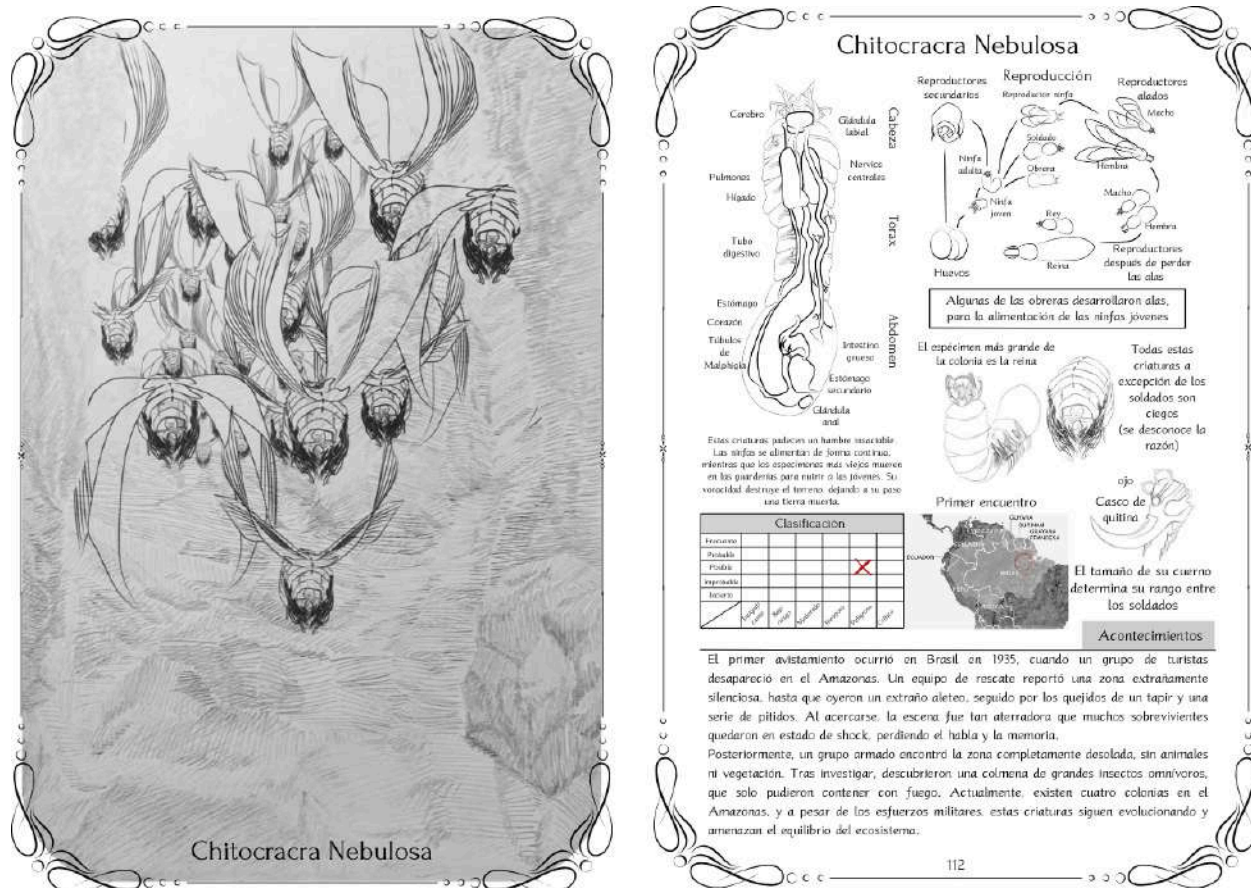 Chitocracra Nebulosa
Chitocracra Nebulosa
Cerebro
Glándula
labial
Cabeza
Nervios
centrales
Pulmones
Hígado
Torax
Tubo
digestivo
Estómago
Corazón
Túbulos
de
Malphigia
Abdomen
Intestino
grueso
Estómago
secundario
Glándula
anal
Reproducción
Reproductores
secundarios
Reproductor ninfa
Reproductores
alados
Macho
Soldado
Ninfa
adulta
Obrera
Hembra
Ninfa
joven
Macho
Rey
Hembra
Huevos
Reina
Reproductores
después de perder
las alas
Algunas de las obreras desarrollaron alas,
para la alimentación de las ninfas jóvenes
El espécimen más grande de
la colonia es la reina
Todas estas
criaturas a
excepción de los
soldados son
ciegos
(se desconoce la
razón)
Estas criaturas padecen un hambre insaciable.
Las ninfas se alimentan de forma continua,
mientras que los especímenes más viejos mueren
en las guarderías para nutrir a las jóvenes. Su
voracidad destruye el terreno, dejando a su paso
una tierra muerta.
ojo
Casco de
quitina
El tamaño de su cuerno
determina su rango entre
los soldados
Clasificación
Probable
Posible
Improbable
Bajo
Moderado
Primer encuentro
GUYANA
SURINAM
GUAYANA
FRANCESA
ECUADOR
Acontecimientos
El primer avistamiento ocurrió en Brasil en 1935, cuando un grupo de turistas
desapareció en el Amazonas. Un equipo de rescate reportó una zona extrañamente
silenciosa, hasta que oyeron un extraño aleteo, seguido por los quejidos de un tapir y una
serie de pitidos. Al acercarse, la escena fue tan aterradora que muchos sobrevivientes
quedaron en estado de shock, perdiendo el habla y la memoria.
Posteriormente, un grupo armado encontró la zona completamente desolada, sin animales
ni vegetación. Tras investigar, descubrieron una colmena de grandes insectos omnívoros,
que solo pudieron contener con fuego. Actualmente, existen cuatro colonias en el
Amazonas, y a pesar de los esfuerzos militares, estas criaturas siguen evolucionando y
amenazan el equilibrio del ecosistema.
112